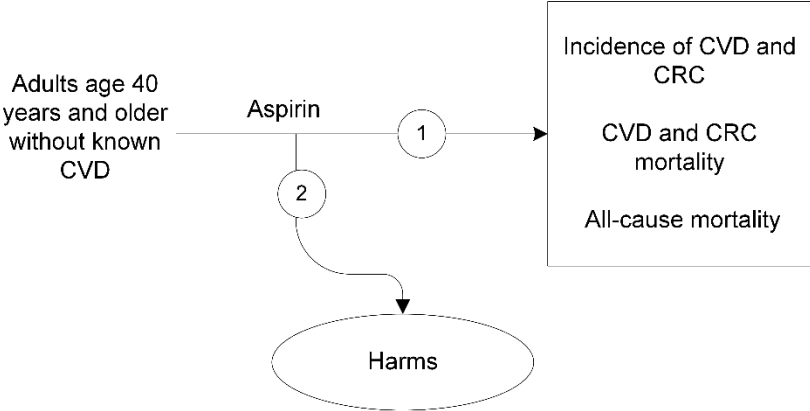 Adults age 40
years and older
without known
CVD
Aspirin
1
2
Incidence of CVD and
CRC
CVD and CRC
mortality
All-cause mortality
Harms